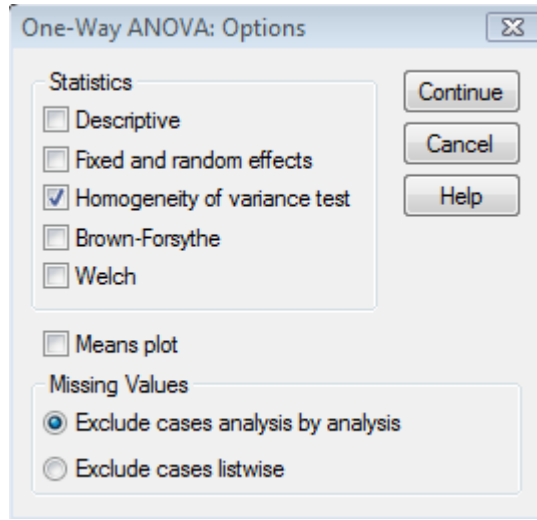 One-Way ANOVA: Options
Statistics
Descriptive
Fixed and random effects
Homogeneity of variance test
Brown-Forsythe
Welch
Continue
Cancel
Help
Means plot
Missing Values
Exclude cases analysis by analysis
Exclude cases listwise